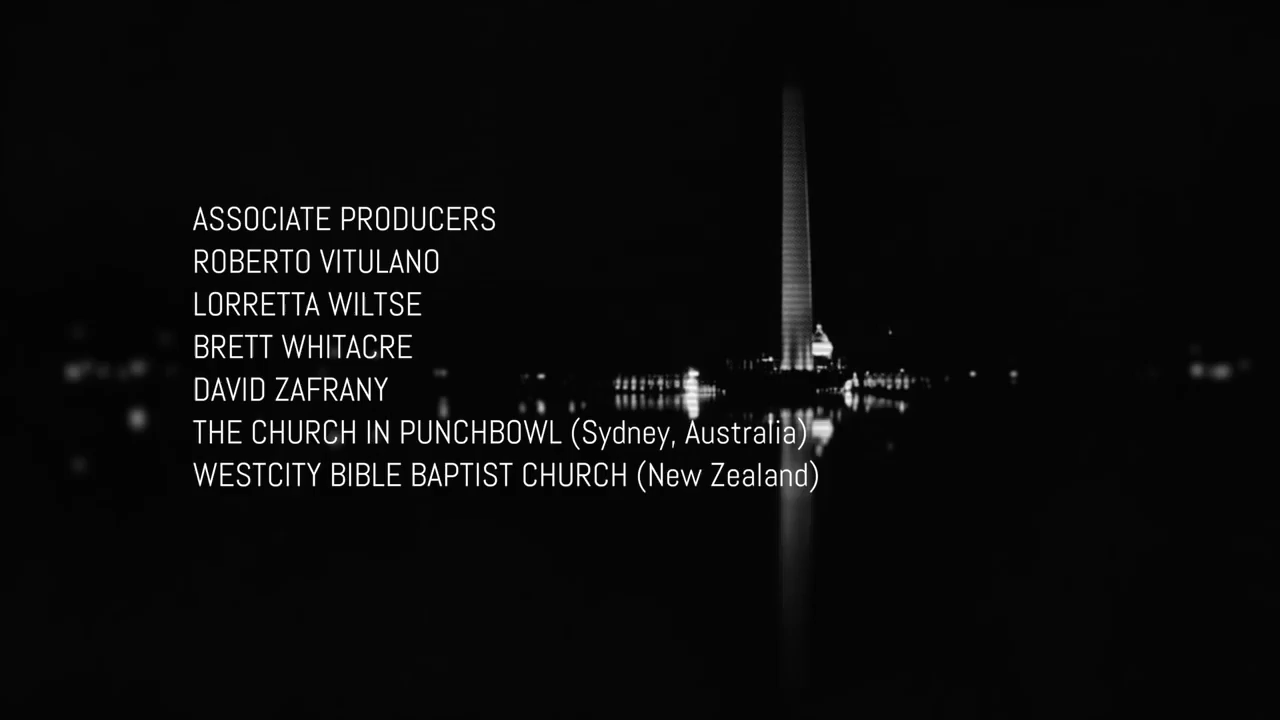 ASSOCIATE PRODUCERS
ROBERTO VITULANO
LORRETTA WILTSE
BRETT WHITACRE
DAVID ZAFRANY
THE CHURCH IN PUNCHBOWL (Sydney, Australia)
WESTCITY BIBLE BAPTIST CHURCH (New Zealand)